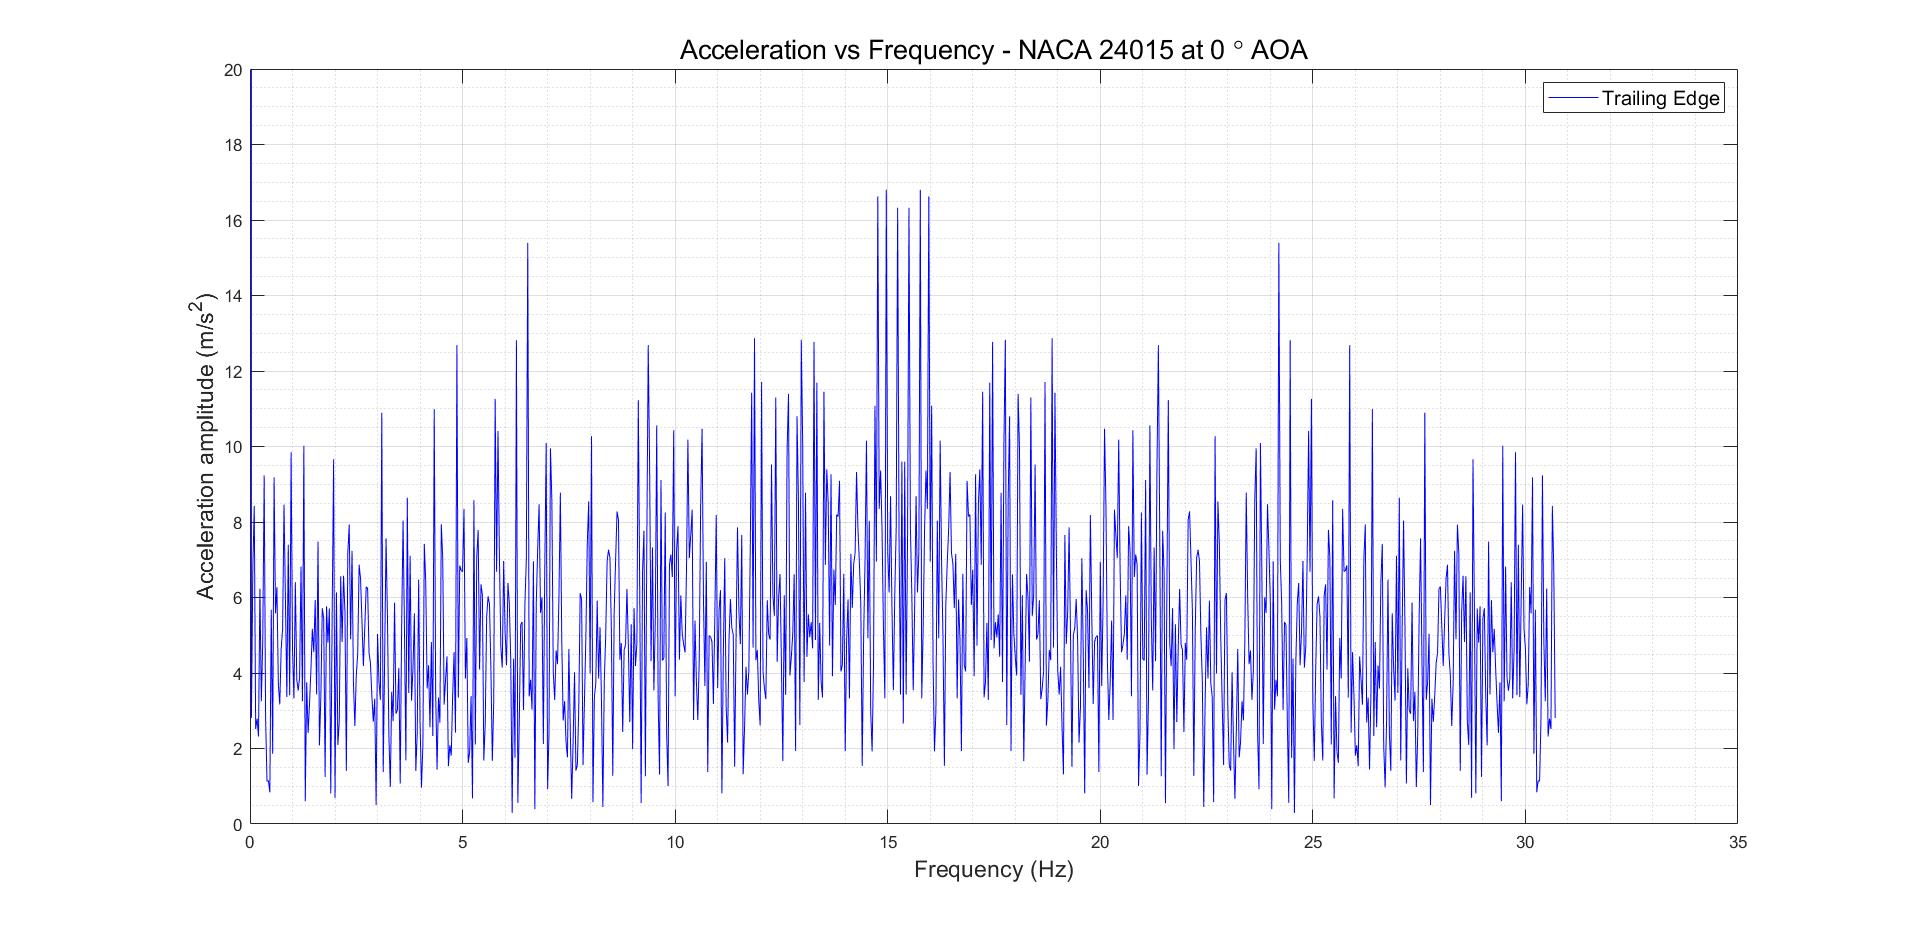 Acceleration vs Frequency - NACA 24015 at 0 ° AOA
Trailing Edge
Acceleration amplitude (m/s²)
20
18
16
14
12
10
8
6
4
2
0
0 5 10 15 20 25 30 35
Frequency (Hz)